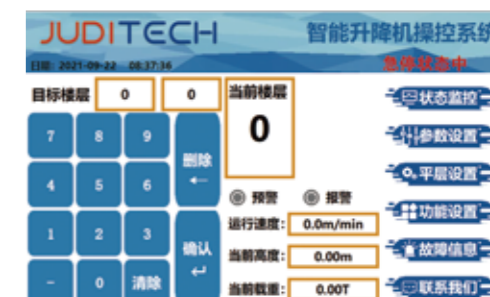 JUDITECH
智能升降机操控系统
日期: 2021-09-22 08:37:36
急停状态中
目标楼层 0 0
当前楼层
0
7 8 9
删除
←
4 5 6
1 2 3
确认
↵
- 0 清除
预警 报警
运行速度: 0.0m/min
当前高度: 0.00m
当前载重: 0.00T
状态监控
参数设置
平层设置
功能设置
故障信息
联系我们